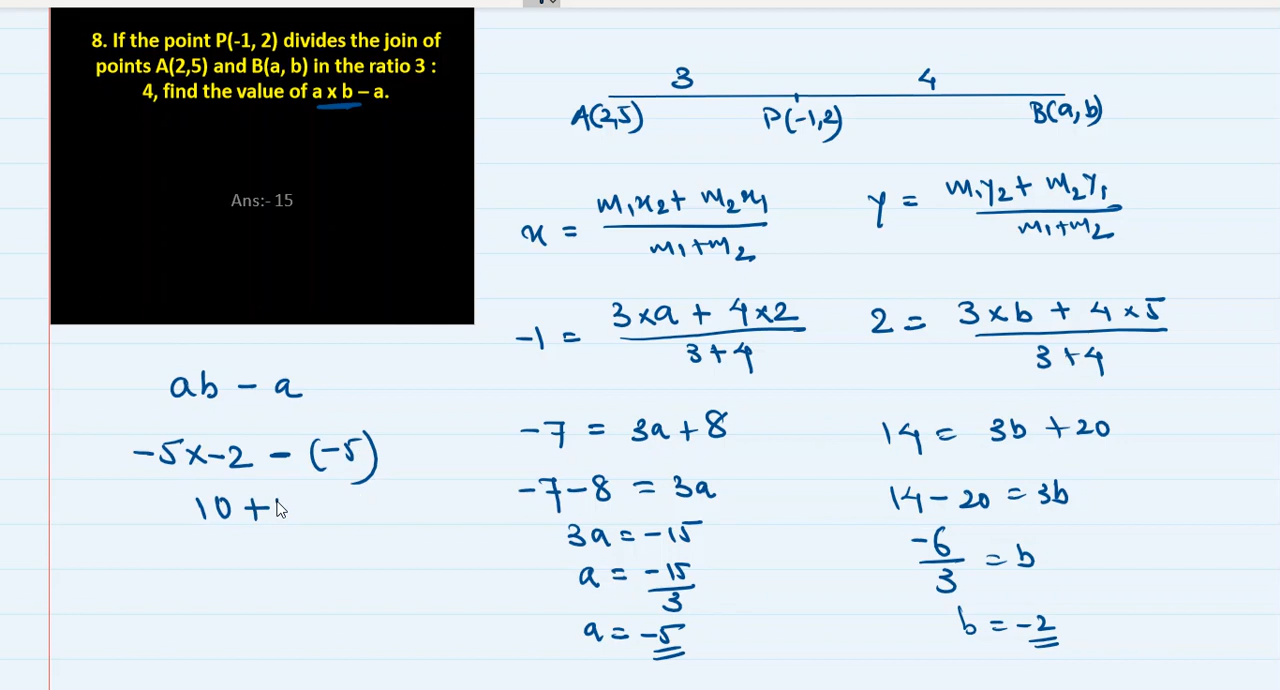 8. If the point P(-1, 2) divides the join of
points A(2,5) and B(a, b) in the ratio 3 :
4, find the value of a x b – a.
Ans:- 15
3 4
A(2,5) P(-1,2) B(a, b)
x = m₁x₂ + m₂x₁ / m₁+m₂
y = m₁y₂ + m₂y₁ / m₁+m₂
-1 = 3×a + 4×2 / 3+4
2 = 3×b + 4×5 / 3+4
-7 = 3a+8
14 = 3b +20
-7-8 = 3a
14 - 20 = 3b
3a = -15
-6/3 = b
a = -15/3
b = -2
a = -5
ab - a
-5x-2 - (-5)
10 +